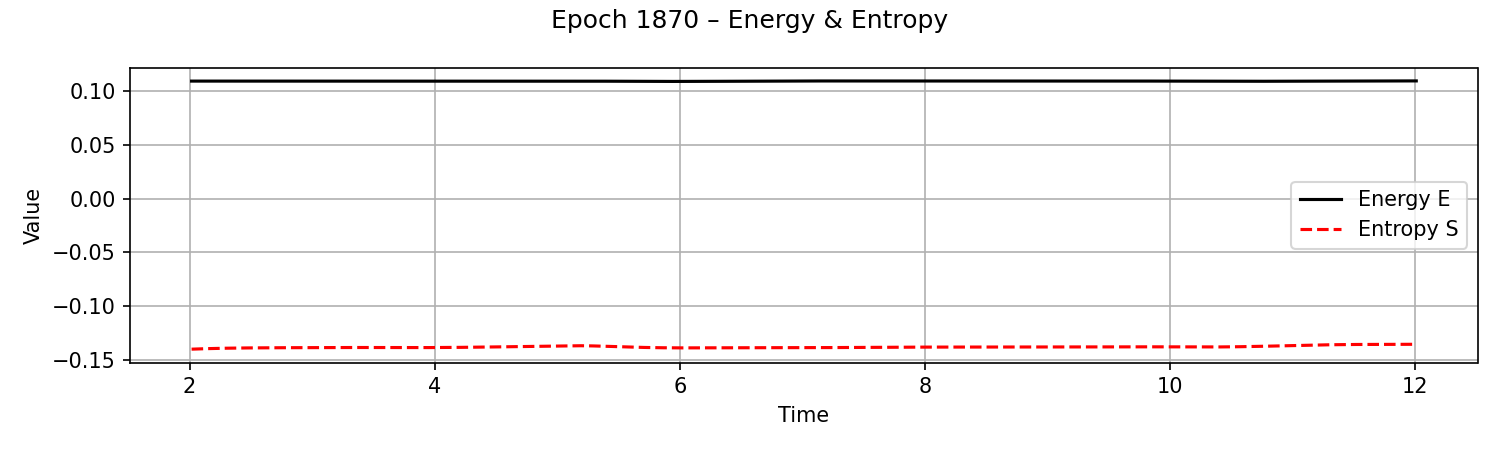 Epoch 1870 – Energy & Entropy
Value
0.10
0.05
0.00
−0.05
−0.10
−0.15
Energy E
Entropy S
2 4 6 8 10 12
Time